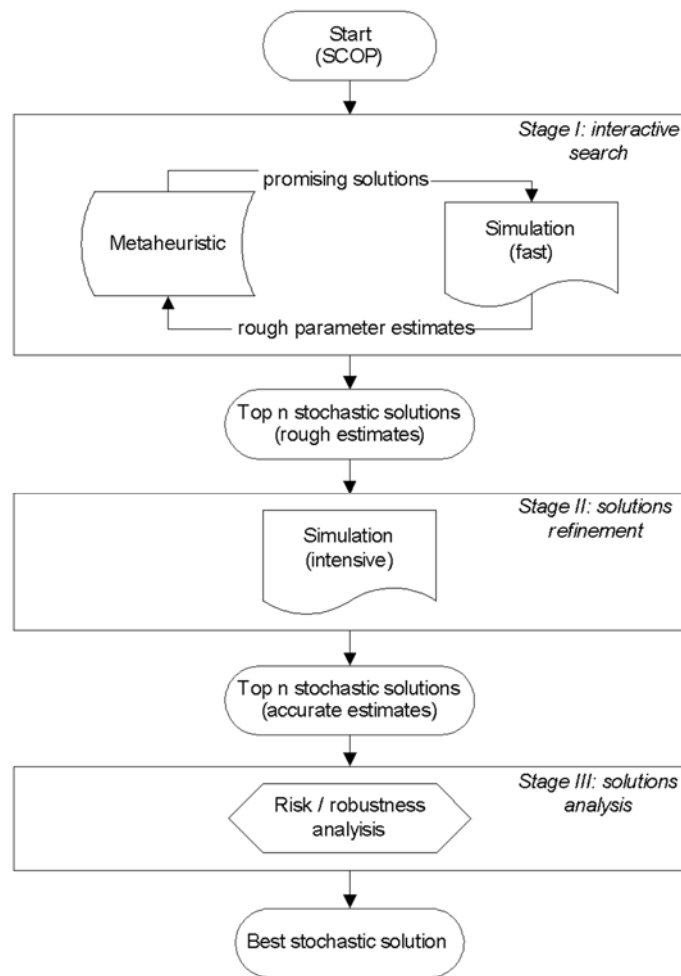 Start
(SCOP)
Stage I: interactive
search
promising solutions
Metaheuristic
Simulation
(fast)
rough parameter estimates
Top n stochastic solutions
(rough estimates)
Stage II: solutions
refinement
Simulation
(intensive)
Top n stochastic solutions
(accurate estimates)
Stage III: solutions
analysis
Risk / robustness
analyisis
Best stochastic solution